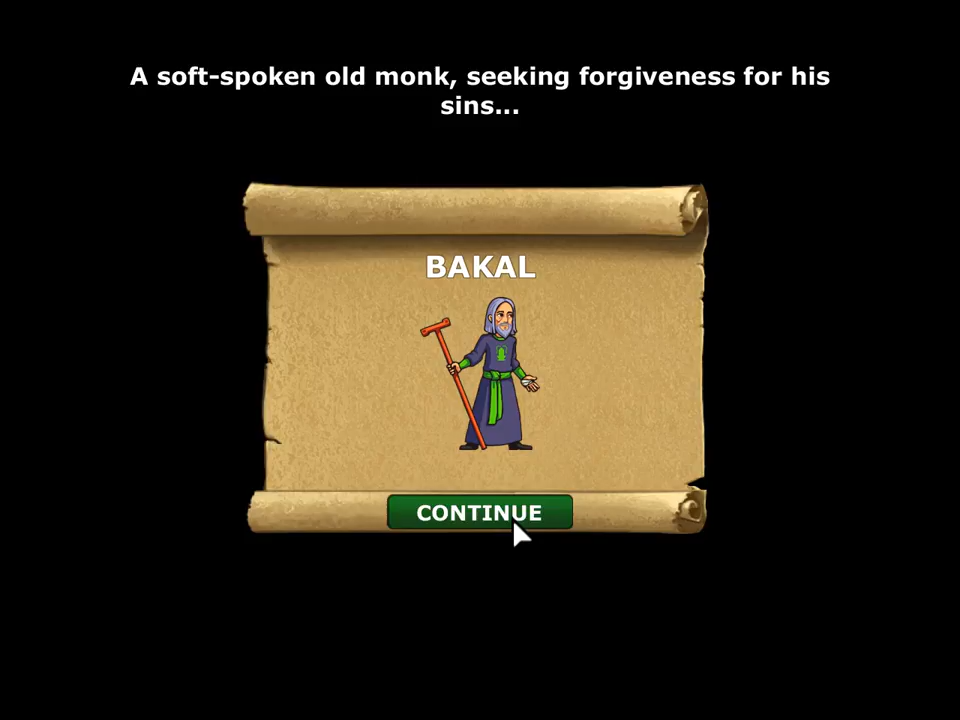 A soft-spoken old monk, seeking forgiveness for his
sins...
BAKAL
CONTINUE